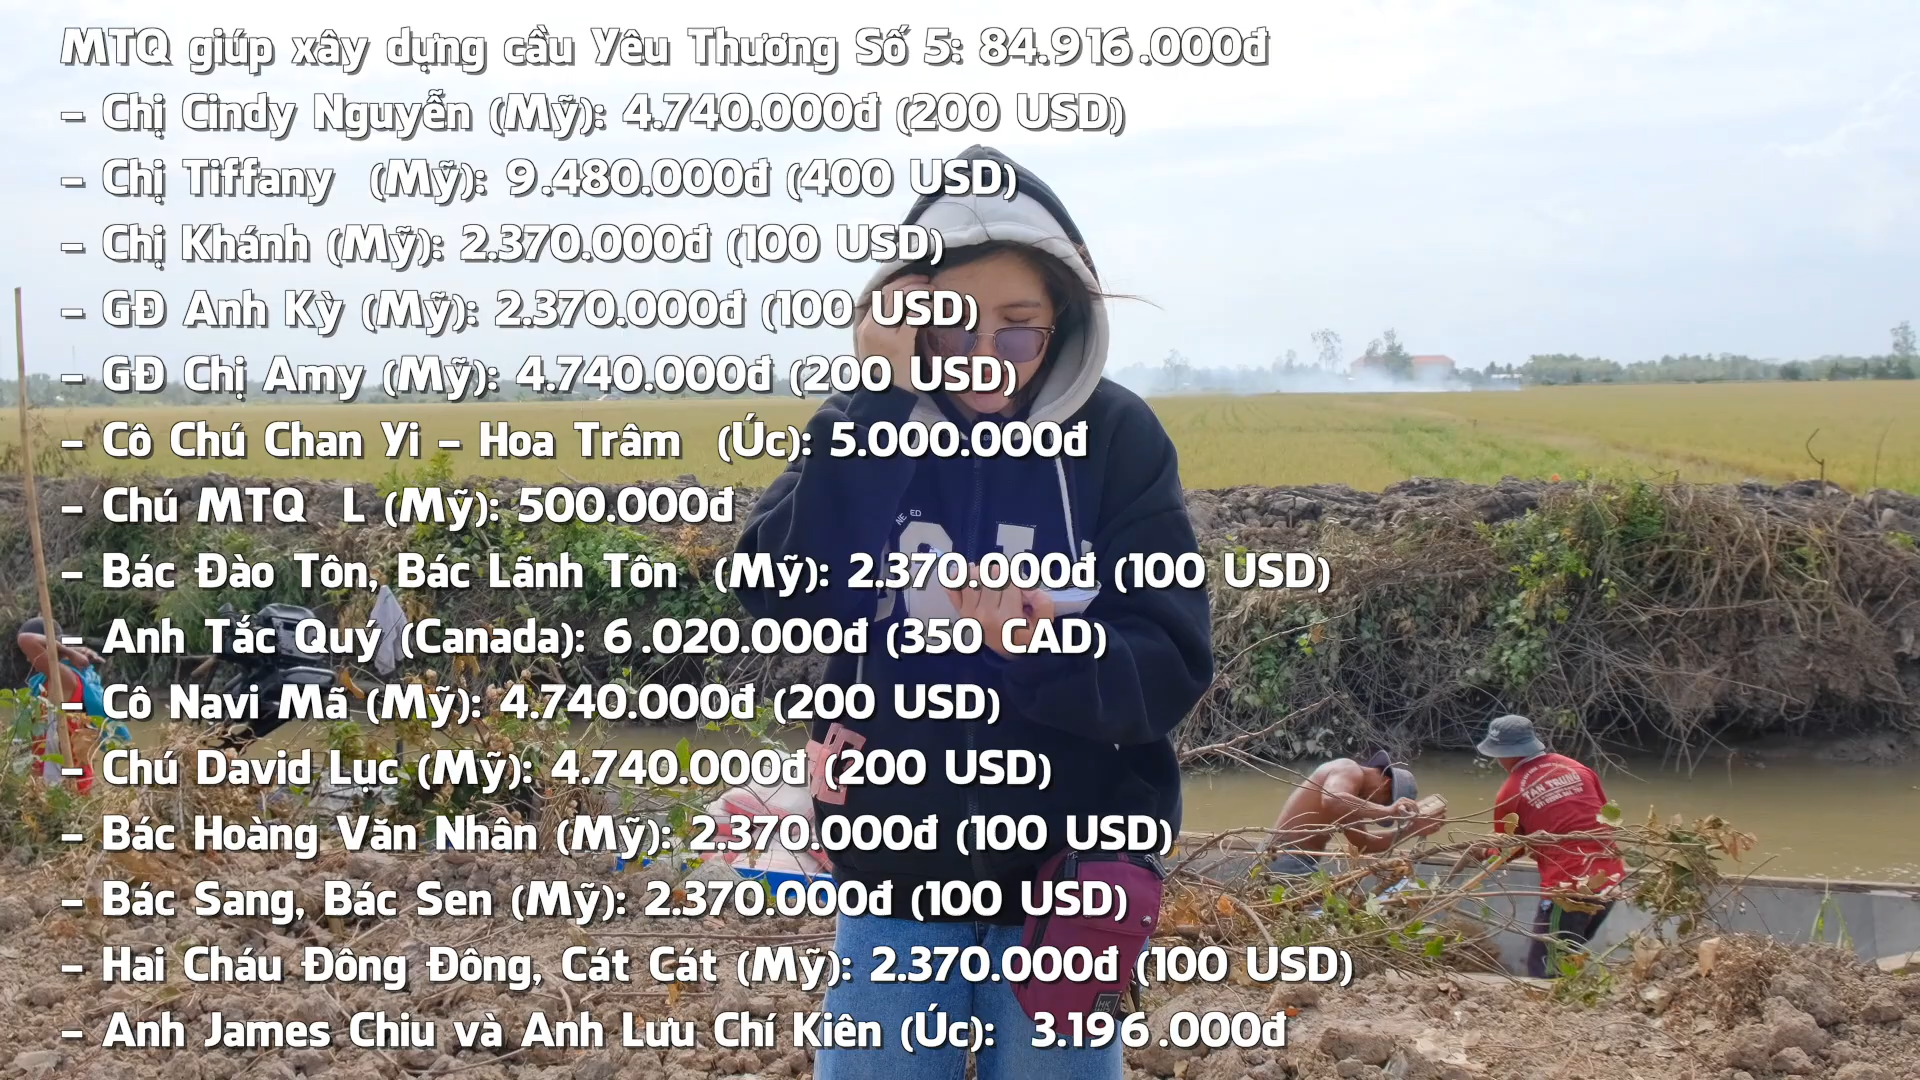 MTQ giúp xây dựng cầu Yêu Thương Số 5: 84.916.000đ
- Chị Cindy Nguyễn (Mỹ): 4.740.000đ (200 USD)
- Chị Tiffany (Mỹ): 9.480.000đ (400 USD)
- Chị Khánh (Mỹ): 2.370.000đ (100 USD)
- GĐ Anh Kỳ (Mỹ): 2.370.000đ (100 USD)
- GĐ Chị Amy (Mỹ): 4.740.000đ (200 USD)
- Cô Chú Chan Yi - Hoa Trâm (Úc): 5.000.000đ
- Chú MTQ L (Mỹ): 500.000đ
- Bác Đào Tôn, Bác Lãnh Tôn (Mỹ): 2.370.000đ (100 USD)
- Anh Tắc Quý (Canada): 6.020.000đ (350 CAD)
- Cô Navi Mã (Mỹ): 4.740.000đ (200 USD)
- Chú David Lục (Mỹ): 4.740.000đ (200 USD)
- Bác Hoàng Văn Nhân (Mỹ): 2.370.000đ (100 USD)
- Bác Sang, Bác Sen (Mỹ): 2.370.000đ (100 USD)
- Hai Cháu Đông Đông, Cát Cát (Mỹ): 2.370.000đ (100 USD)
- Anh James Chiu và Anh Lưu Chí Kiên (Úc): 3.196.000đ
TAN TRUNG
HK